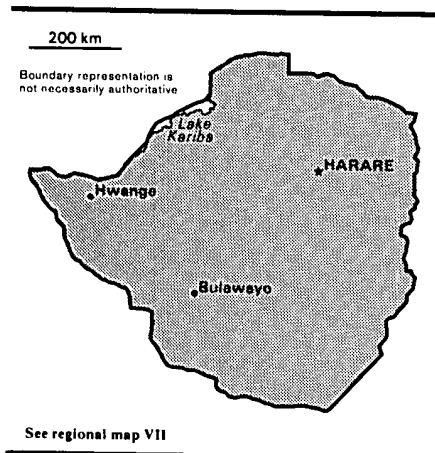 200 km
Boundary representation is
not necessarily authoritative
Lake
Kariba
HARARE
Hwange
Bulawayo
See regional map VII